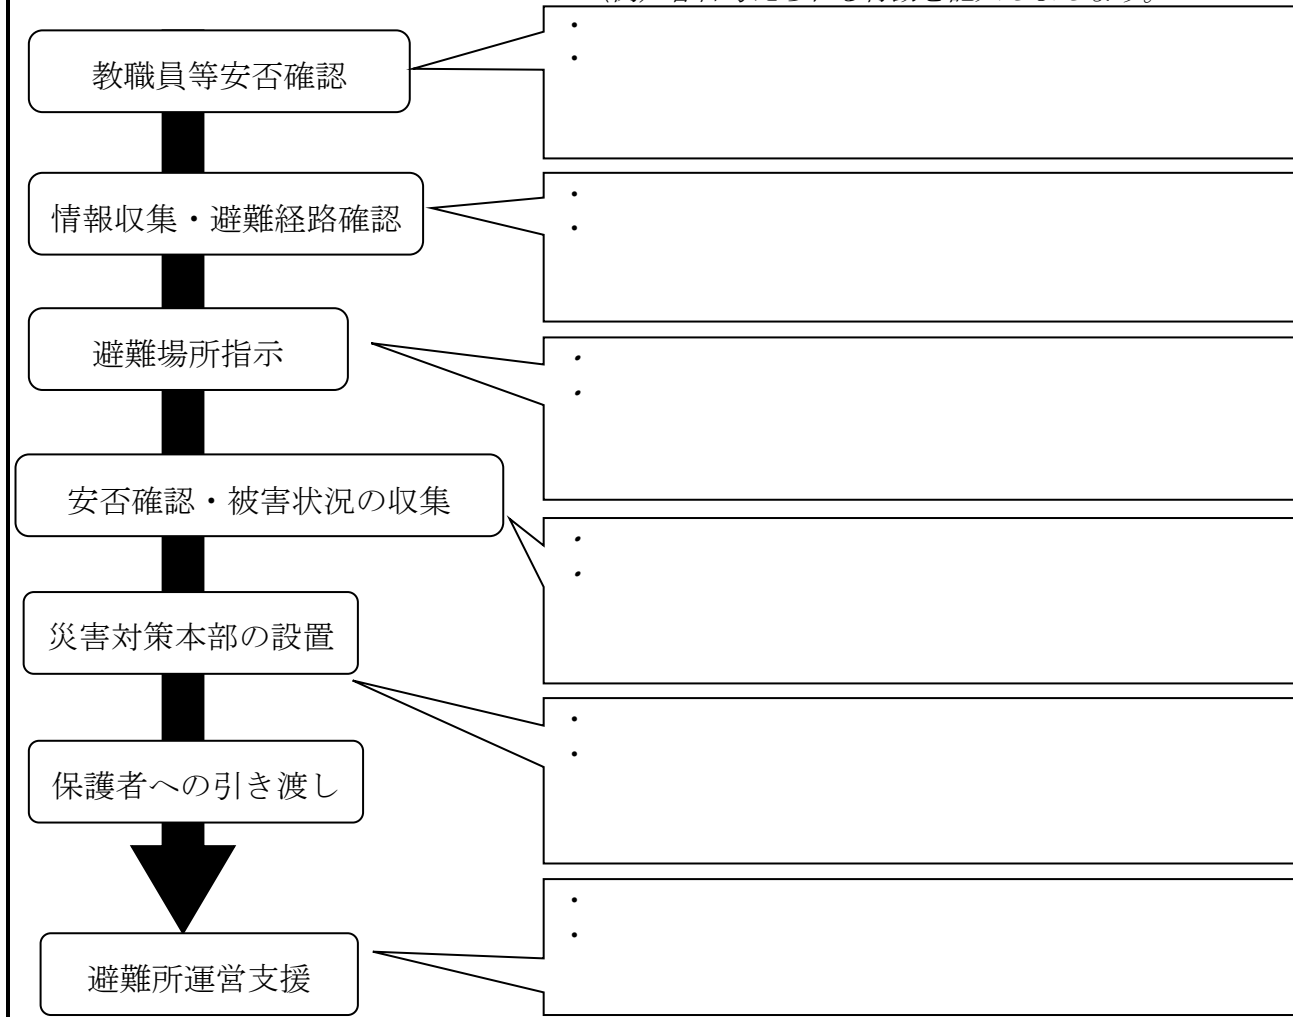 教職員等安否確認
・
・
情報収集・避難経路確認
・
・
避難場所指示
・
・
安否確認・被害状況の収集
・
・
災害対策本部の設置
・
・
保護者への引き渡し
避難所運営支援
・
・